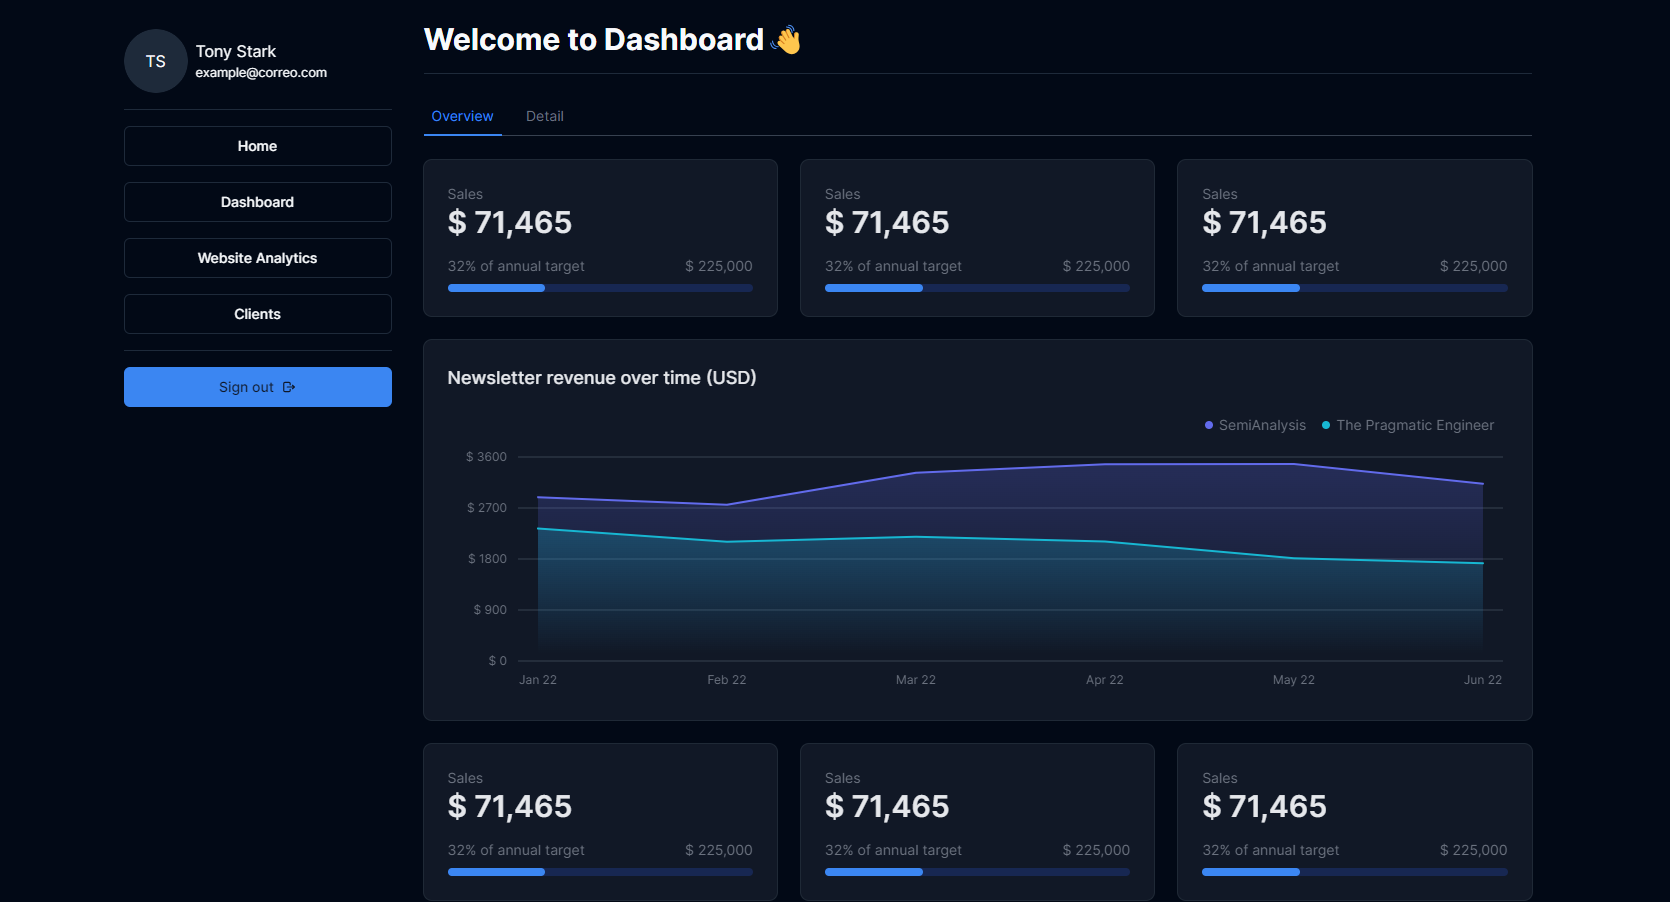 TS
Tony Stark
example@correo.com
Home
Dashboard
Website Analytics
Clients
Sign out
Welcome to Dashboard 👋
Overview Detail
Sales
$ 71,465
32% of annual target $ 225,000
Sales
$ 71,465
32% of annual target $ 225,000
Sales
$ 71,465
32% of annual target $ 225,000
Newsletter revenue over time (USD)
SemiAnalysis The Pragmatic Engineer
$ 3600
$ 2700
$ 1800
$ 900
$ 0
Jan 22 Feb 22 Mar 22 Apr 22 May 22 Jun 22
Sales
$ 71,465
32% of annual target $ 225,000
Sales
$ 71,465
32% of annual target $ 225,000
Sales
$ 71,465
32% of annual target $ 225,000